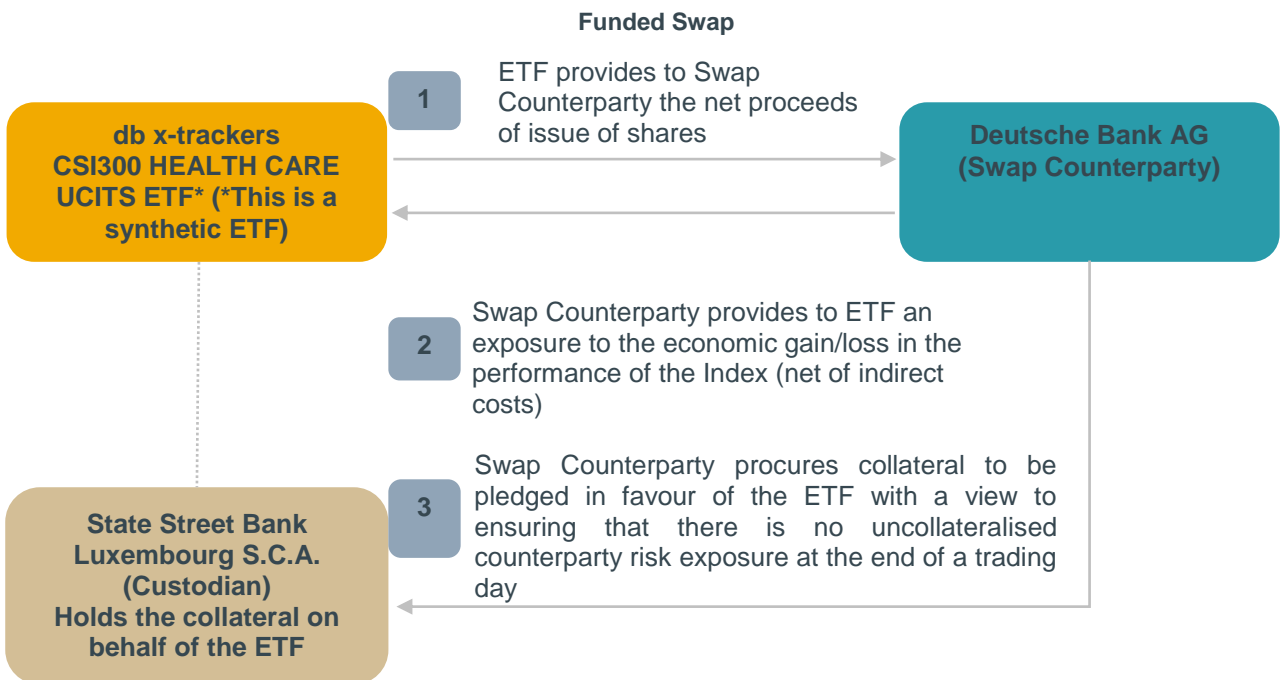 Funded Swap
1
ETF provides to Swap
Counterparty the net proceeds
of issue of shares
db x-trackers
CSI300 HEALTH CARE
UCITS ETF* (*This is a
synthetic ETF)
Deutsche Bank AG
(Swap Counterparty)
2
Swap Counterparty provides to ETF an
exposure to the economic gain/loss in the
performance of the Index (net of indirect
costs)
3
Swap Counterparty procures collateral to be
pledged in favour of the ETF with a view to
ensuring that there is no uncollateralised
counterparty risk exposure at the end of a trading
day
State Street Bank
Luxembourg S.C.A.
(Custodian)
Holds the collateral on
behalf of the ETF